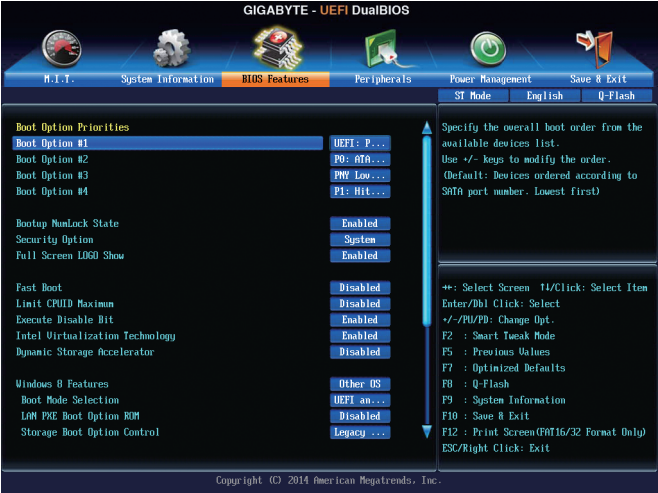 GIGABYTE - UEFI DualBIOS
M.I.T.
System Information
BIOS Features
Peripherals
Power Management
Save & Exit
ST Mode
English
Q-Flash
Boot Option Priorities
Boot Option #1 UEFI: P...
Boot Option #2 P0: ATA...
Boot Option #3 PNY Lov...
Boot Option #4 P1: Hit...
Bootup NumLock State Enabled
Security Option System
Full Screen LOGO Show Enabled
Fast Boot Disabled
Limit CPUID Maximum Disabled
Execute Disable Bit Enabled
Intel Virtualization Technology Enabled
Dynamic Storage Accelerator Disabled
Windows 8 Features Other OS
Boot Mode Selection UEFI an...
LAN PXE Boot Option ROM Disabled
Storage Boot Option Control Legacy ...
Specify the overall boot order from the
available devices list.
Use +/- keys to modify the order.
(Default: Devices ordered according to
SATA port number. Lowest first)
→←: Select Screen ↑↓/Click: Select Item
Enter/Dbl Click: Select
+/-/PU/PD: Change Opt.
F2 : Smart Tweak Mode
F5 : Previous Values
F7 : Optimized Defaults
F8 : Q-Flash
F9 : System Information
F10 : Save & Exit
F12 : Print Screen(FAT16/32 Format Only)
ESC/Right Click: Exit
Copyright (C) 2014 American Megatrends, Inc.